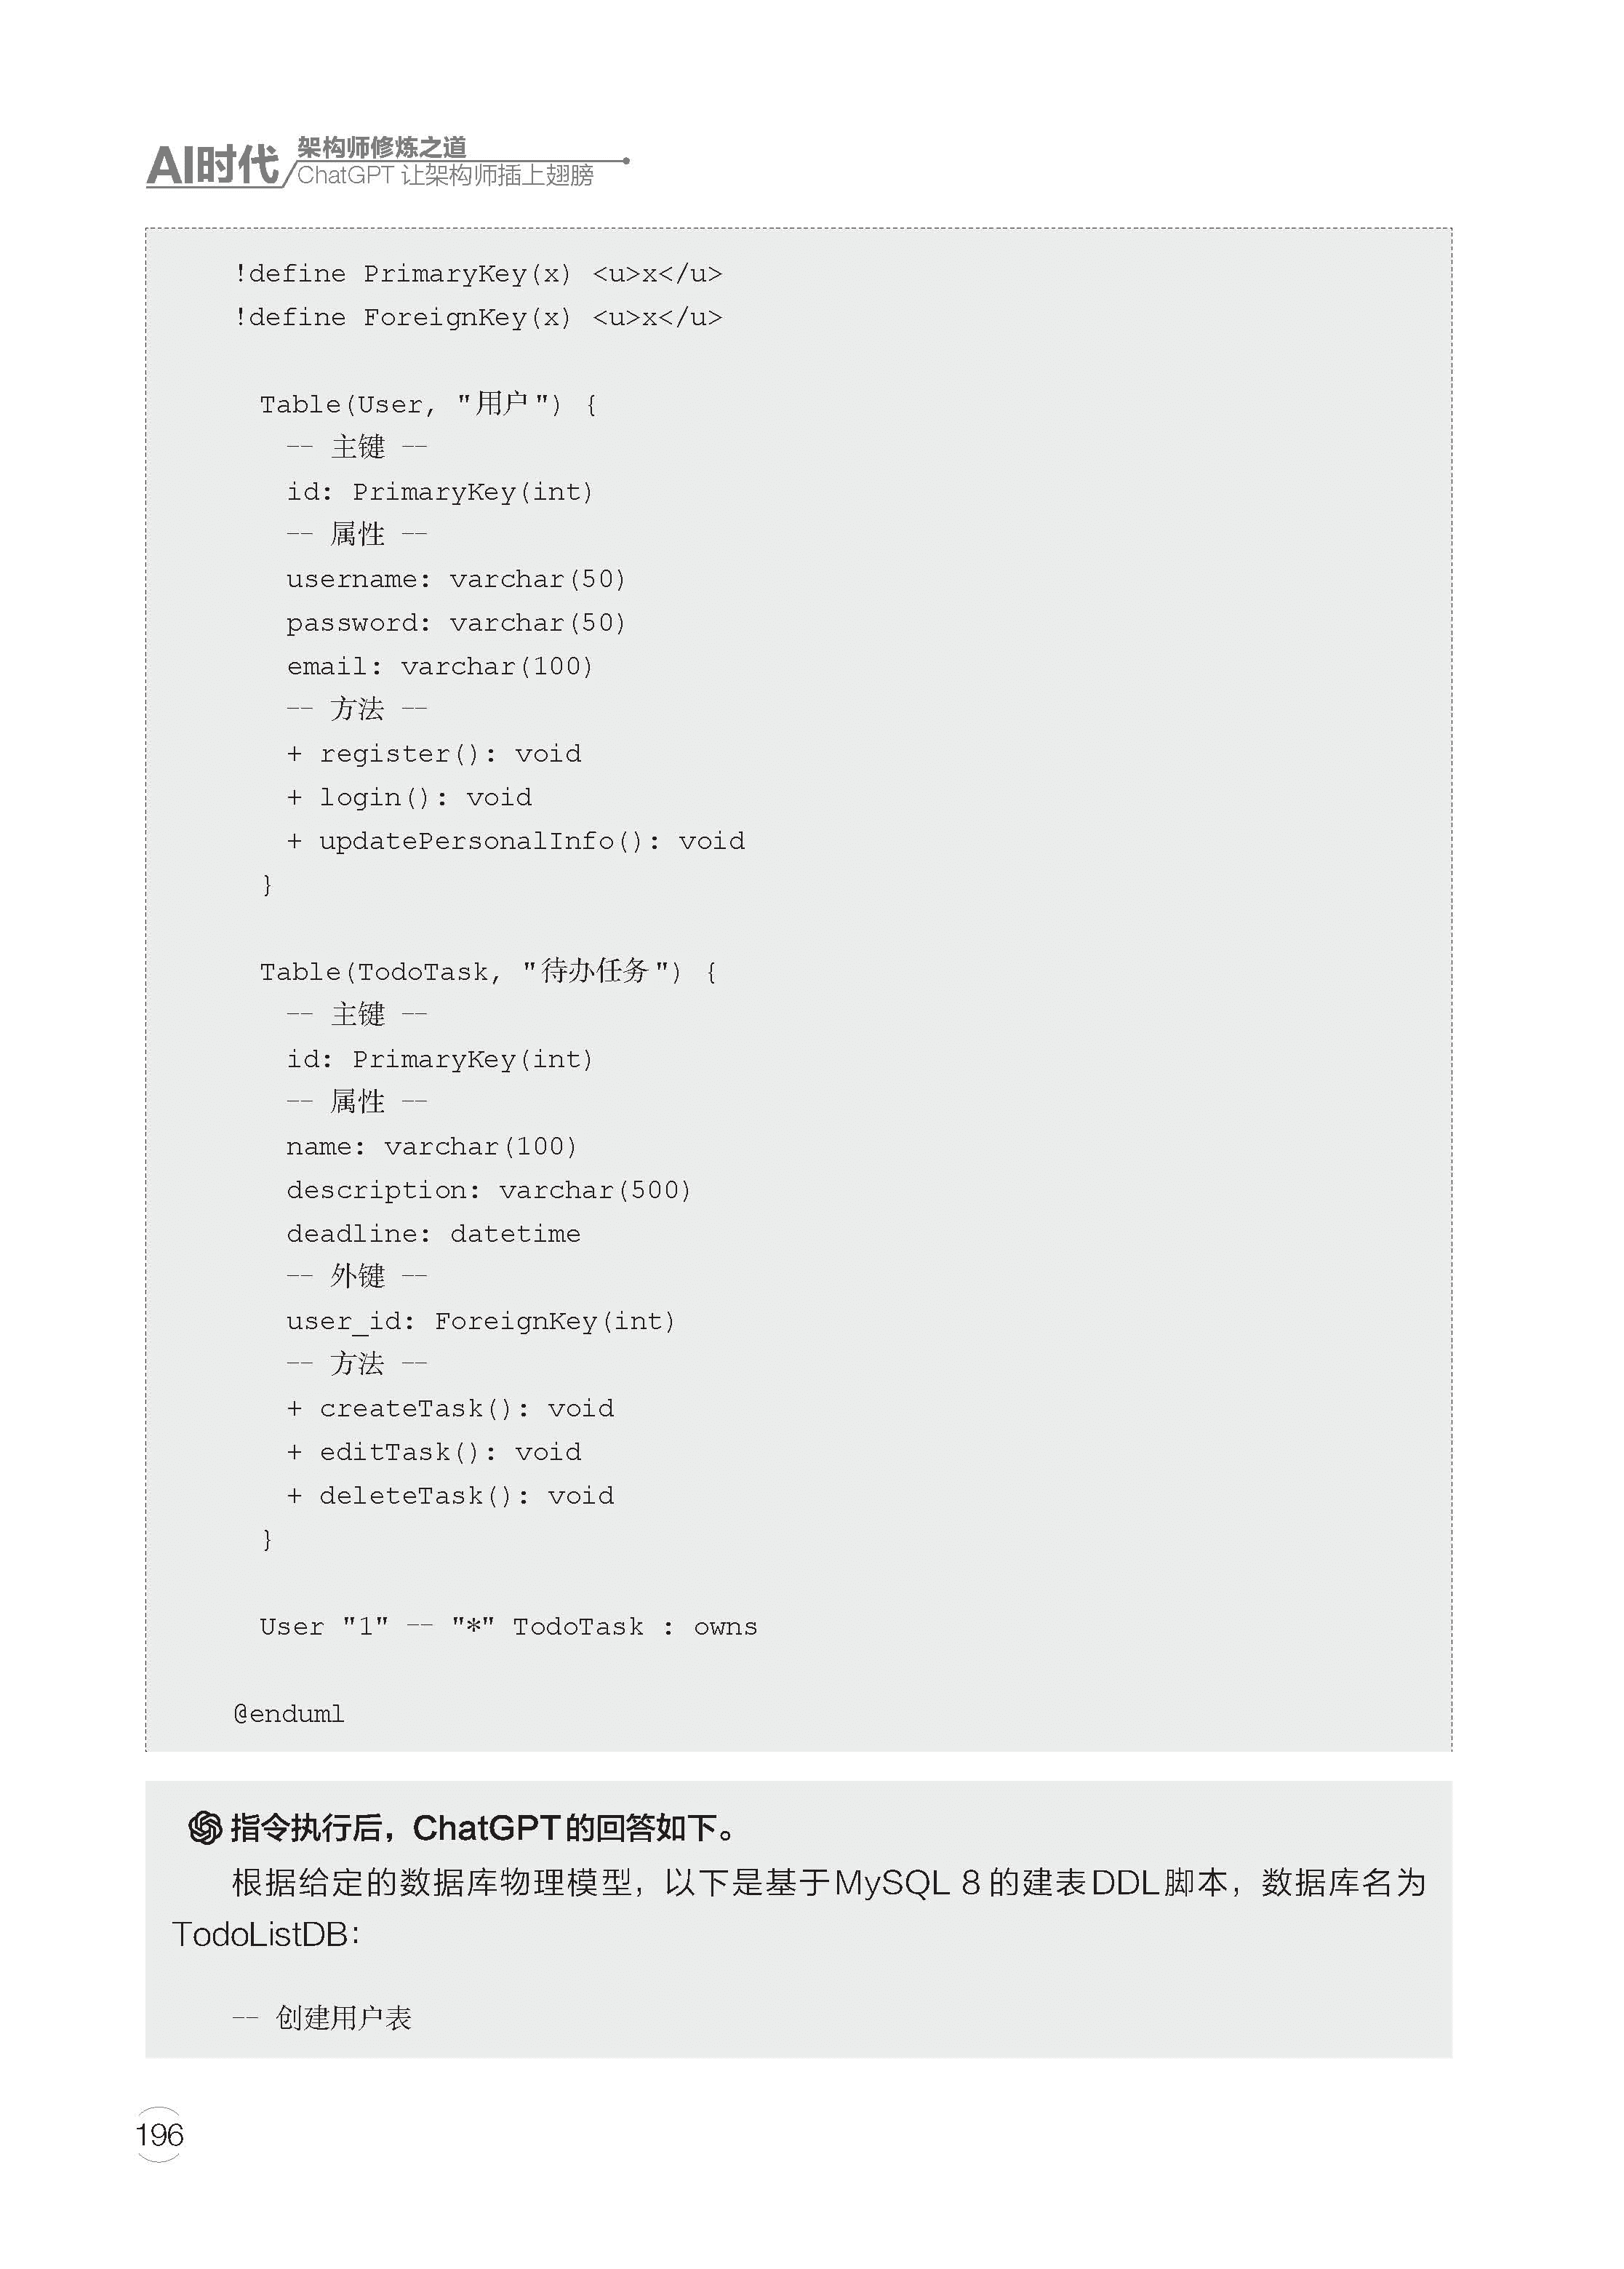 AI时代
架构师修炼之道
ChatGPT 让架构师插上翅膀
!define PrimaryKey(x) <u>x</u>
!define ForeignKey(x) <u>x</u>
Table(User, "用户") {
-- 主键 --
id: PrimaryKey(int)
-- 属性 --
username: varchar(50)
password: varchar(50)
email: varchar(100)
-- 方法 --
+ register(): void
+ login(): void
+ updatePersonalInfo(): void
}
Table(TodoTask, "待办任务") {
-- 主键 --
id: PrimaryKey(int)
-- 属性 --
name: varchar(100)
description: varchar(500)
deadline: datetime
-- 外键 --
user_id: ForeignKey(int)
-- 方法 --
+ createTask(): void
+ editTask(): void
+ deleteTask(): void
}
User "1" -- "*" TodoTask : owns
@enduml
指令执行后，ChatGPT的回答如下。
根据给定的数据库物理模型，以下是基于MySQL 8的建表DDL脚本，数据库名为
TodoListDB：
-- 创建用户表
196